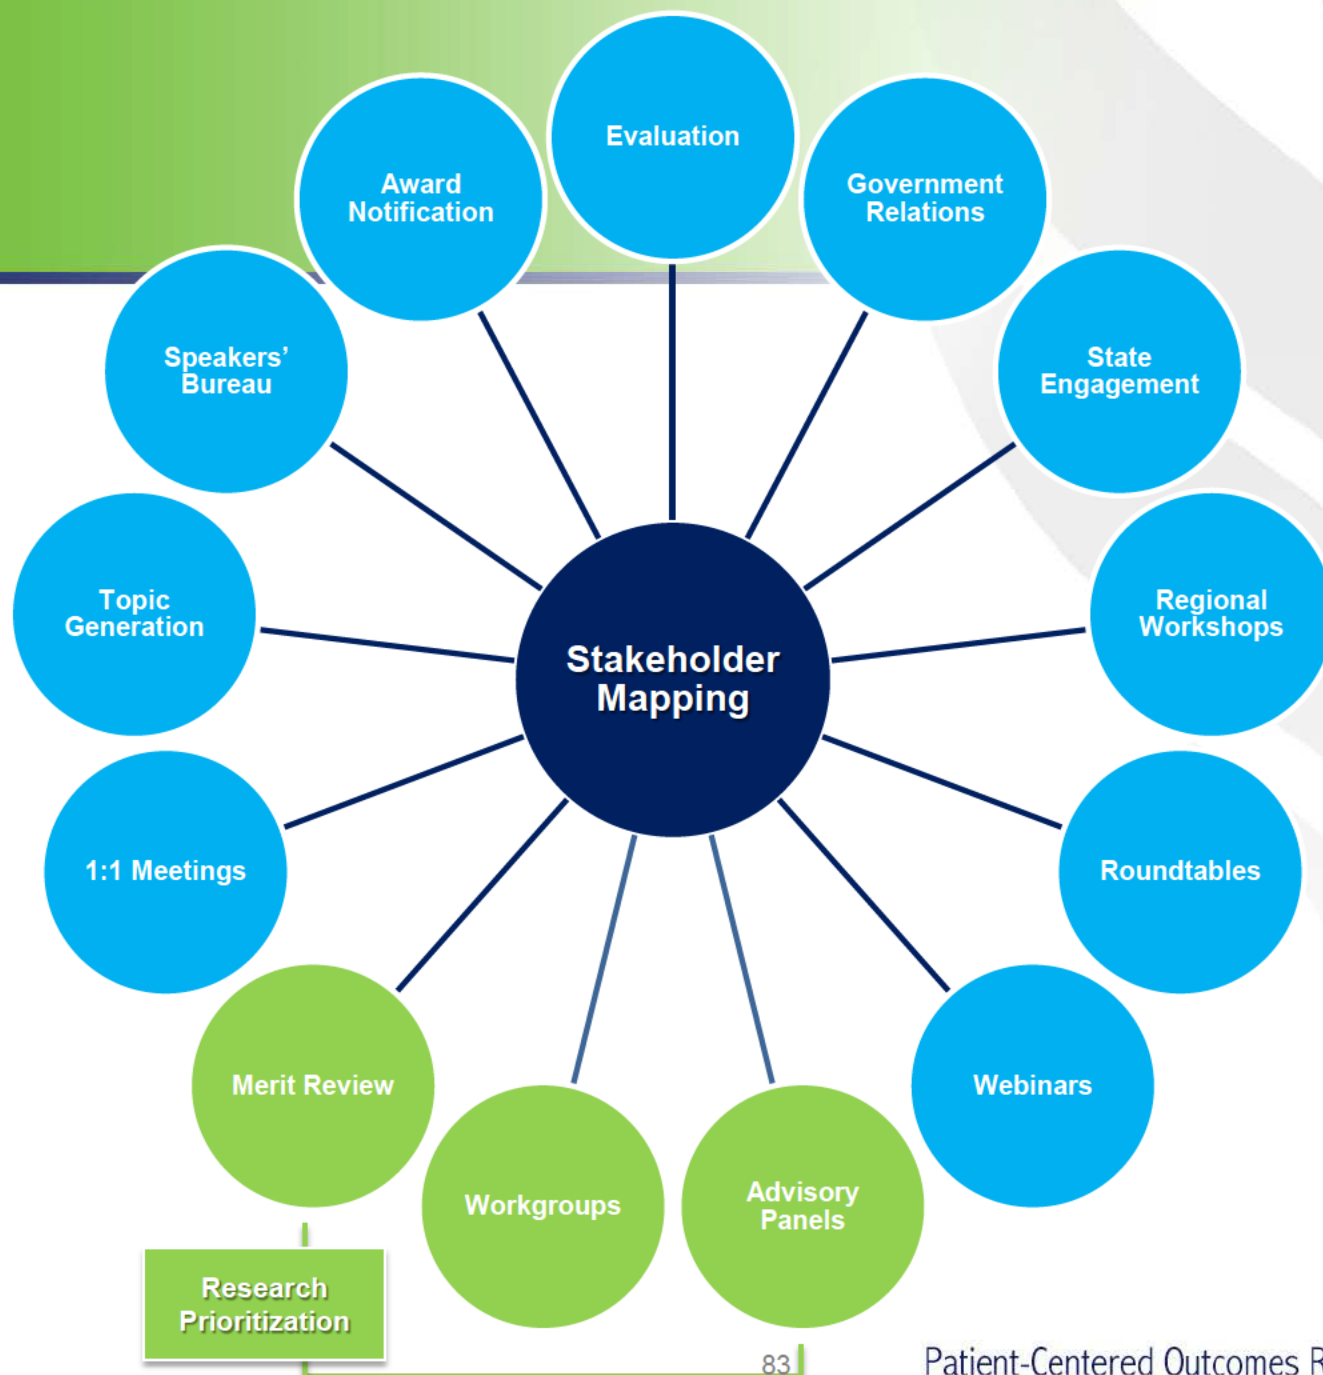 Evaluation
Award
Notification
Government
Relations
Speakers’
Bureau
State
Engagement
Topic
Generation
Regional
Workshops
Stakeholder
Mapping
1:1 Meetings
Roundtables
Merit Review
Webinars
Workgroups
Advisory
Panels
Research
Prioritization
83
Patient-Centered Outcomes R